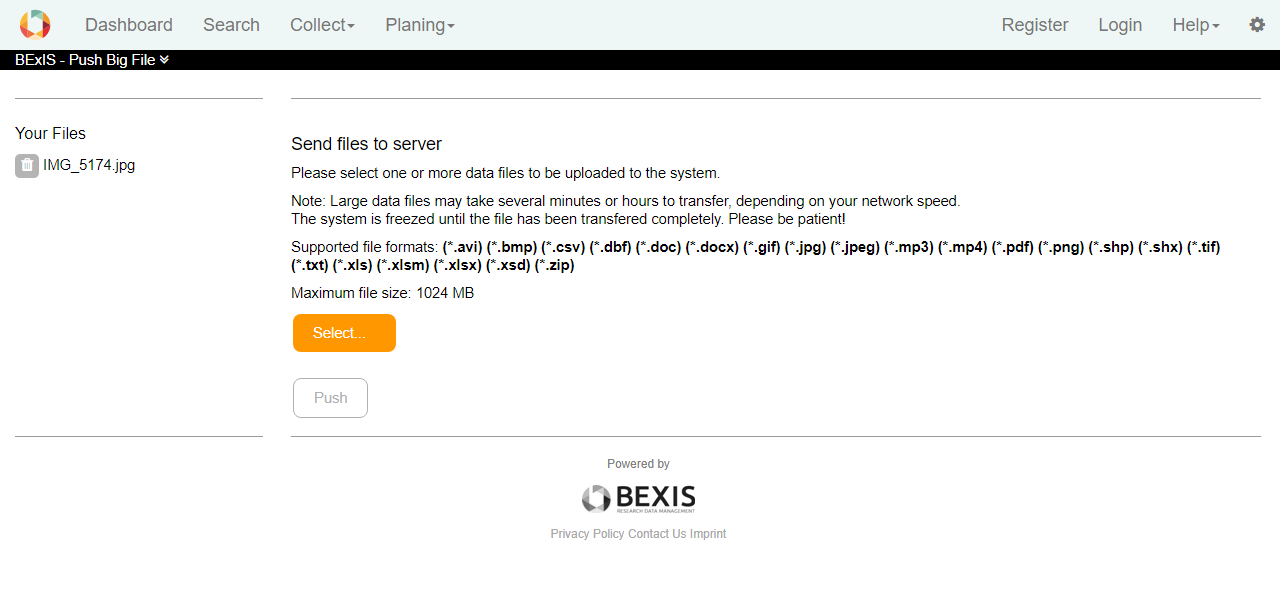 Dashboard Search Collect Planing Register Login Help
BExIS - Push Big File
Your Files
IMG_5174.jpg
Send files to server
Please select one or more data files to be uploaded to the system.
Note: Large data files may take several minutes or hours to transfer, depending on your network speed.
The system is freezed until the file has been transfered completely. Please be patient!
Supported file formats: (*.avi) (*.bmp) (*.csv) (*.dbf) (*.doc) (*.docx) (*.gif) (*.jpg) (*.jpeg) (*.mp3) (*.mp4) (*.pdf) (*.png) (*.shp) (*.shx) (*.tif)
(*.txt) (*.xls) (*.xlsm) (*.xlsx) (*.xsd) (*.zip)
Maximum file size: 1024 MB
Select...
Push
Powered by
BEXIS
RESEARCH DATA MANAGEMENT
Privacy Policy Contact Us Imprint